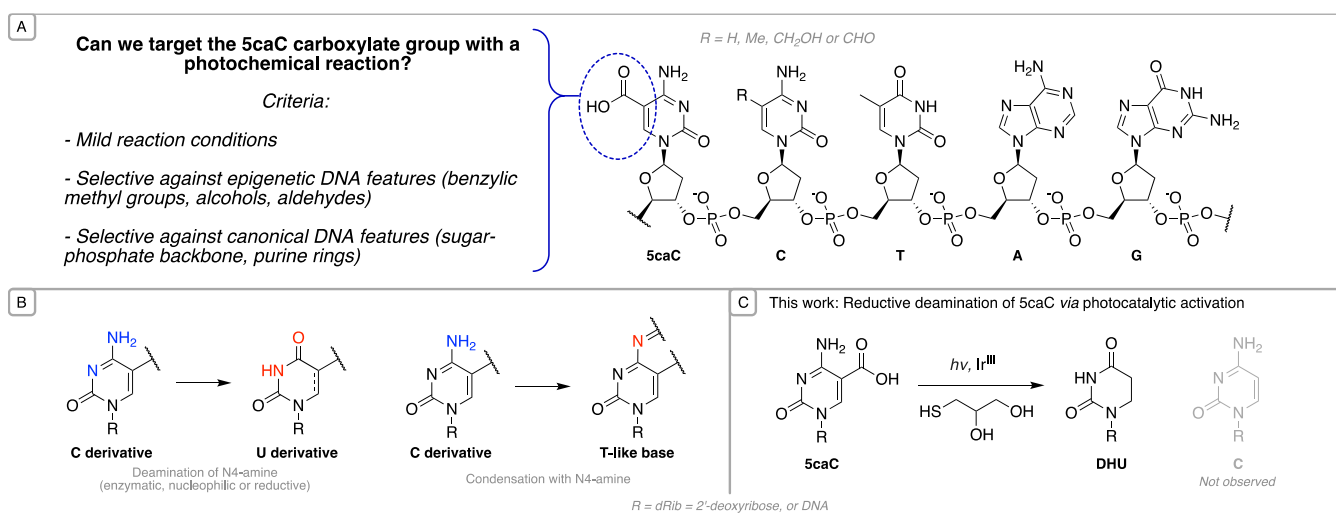 A
Can we target the 5caC carboxylate group with a
photochemical reaction?
Criteria:
- Mild reaction conditions
- Selective against epigenetic DNA features (benzylic
methyl groups, alcohols, aldehydes)
- Selective against canonical DNA features (sugar-
phosphate backbone, purine rings)
R = H, Me, CH2OH or CHO
O NH2 HO N N O
NH2 R N N O
O NH N O
H2N N N N N
O N NH N N NH2
O O O O O
O P O O- O O P O O- O O P O O- O O P O O- O O P O O- O
5caC C T A G
B
NH2 N O N R
O HN O N R
NH2 N O N R
N N O N R
C derivative U derivative C derivative T-like base
Deamination of N4-amine
(enzymatic, nucleophilic or reductive)
Condensation with N4-amine
R = dRib = 2'-deoxyribose, or DNA
C
This work: Reductive deamination of 5caC via photocatalytic activation
NH2 O OH N O N R
hν, IrIII
HS OH OH
O HN O N R
NH2 N O N R
5caC DHU C
Not observed